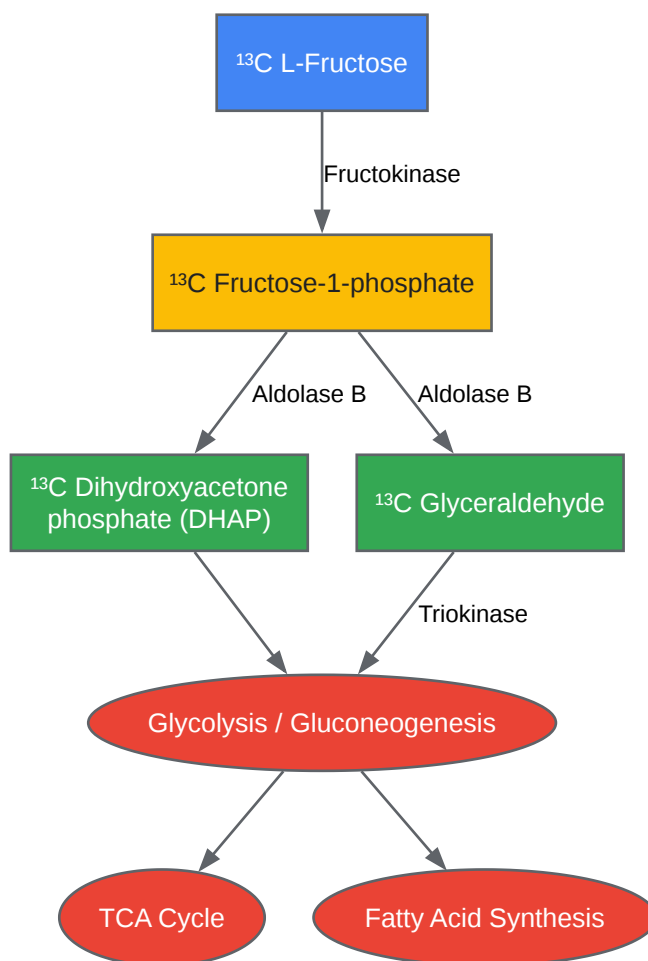 ¹³C L-Fructose
Fructokinase
¹³C Fructose-1-phosphate
Aldolase B
Aldolase B
¹³C Dihydroxyacetone
phosphate (DHAP)
¹³C Glyceraldehyde
Triokinase
Glycolysis / Gluconeogenesis
TCA Cycle
Fatty Acid Synthesis